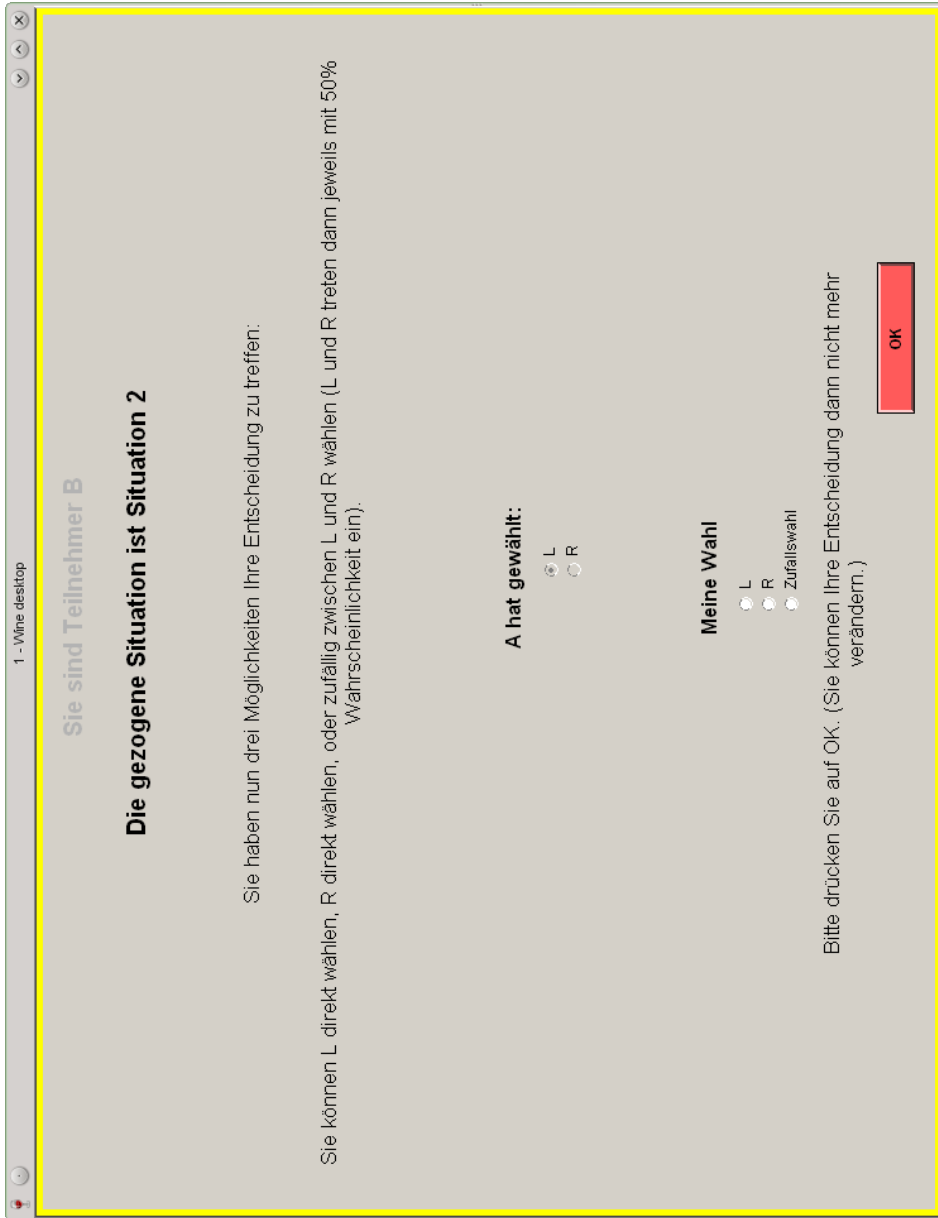 1 - Wine desktop
Sie sind Teilnehmer B
Die gezogene Situation ist Situation 2
Sie haben nun drei Möglichkeiten Ihre Entscheidung zu treffen:
Sie können L direkt wählen, R direkt wählen, oder zufällig zwischen L und R wählen (L und R treten dann jeweils mit 50%
Wahrscheinlichkeit ein).
A hat gewählt:
L
R
Meine Wahl
L
R
Zufallswahl
Bitte drücken Sie auf OK. (Sie können Ihre Entscheidung dann nicht mehr
verändern.)
OK